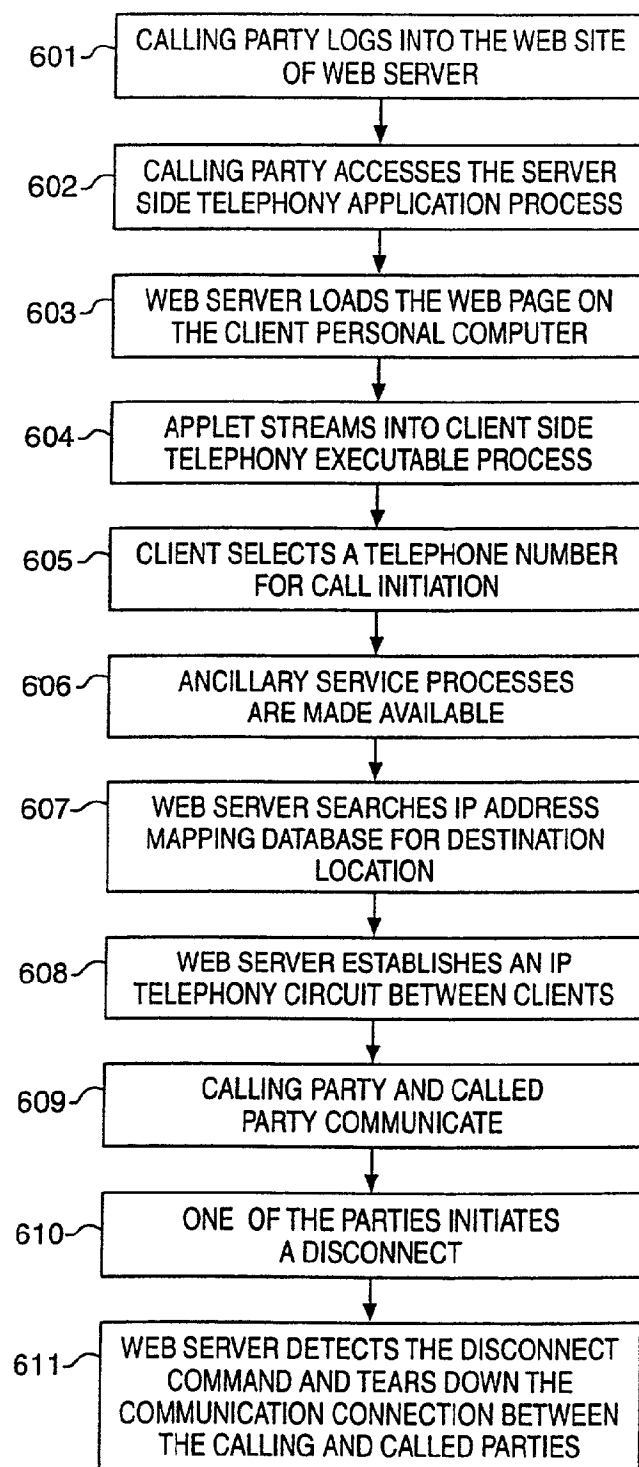 601
CALLING PARTY LOGS INTO THE WEB SITE
OF WEB SERVER
602
CALLING PARTY ACCESSES THE SERVER
SIDE TELEPHONY APPLICATION PROCESS
603
WEB SERVER LOADS THE WEB PAGE ON
THE CLIENT PERSONAL COMPUTER
604
APPLET STREAMS INTO CLIENT SIDE
TELEPHONY EXECUTABLE PROCESS
605
CLIENT SELECTS A TELEPHONE NUMBER
FOR CALL INITIATION
606
ANCILLARY SERVICE PROCESSES
ARE MADE AVAILABLE
607
WEB SERVER SEARCHES IP ADDRESS
MAPPING DATABASE FOR DESTINATION
LOCATION
608
WEB SERVER ESTABLISHES AN IP
TELEPHONY CIRCUIT BETWEEN CLIENTS
609
CALLING PARTY AND CALLED
PARTY COMMUNICATE
610
ONE OF THE PARTIES INITIATES
A DISCONNECT
611
WEB SERVER DETECTS THE DISCONNECT
COMMAND AND TEARS DOWN THE
COMMUNICATION CONNECTION BETWEEN
THE CALLING AND CALLED PARTIES